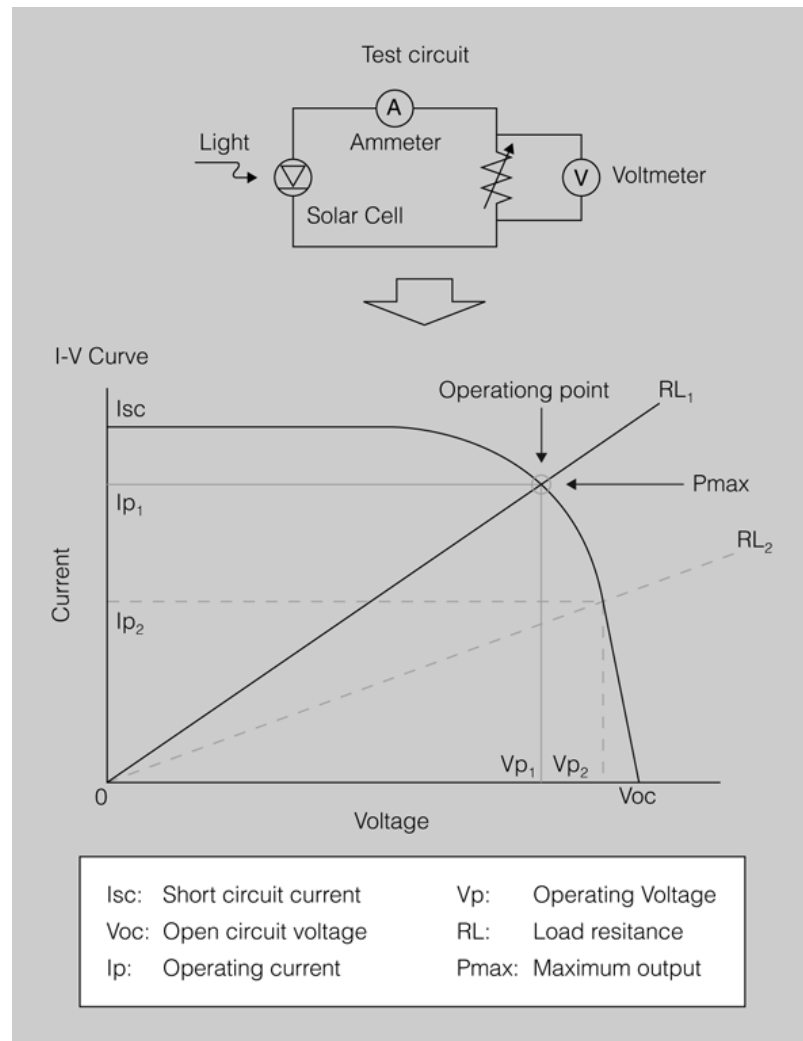 Test circuit
A
Light
Ammeter
V
Voltmeter
Solar Cell
I-V Curve
Isc
Operationg point
RL₁
Ip₁
Pmax
RL₂
Current
Ip₂
Vp₁
Vp₂
0
Voc
Voltage
Isc: Short circuit current
Voc: Open circuit voltage
Ip: Operating current
Vp: Operating Voltage
RL: Load resitance
Pmax: Maximum output